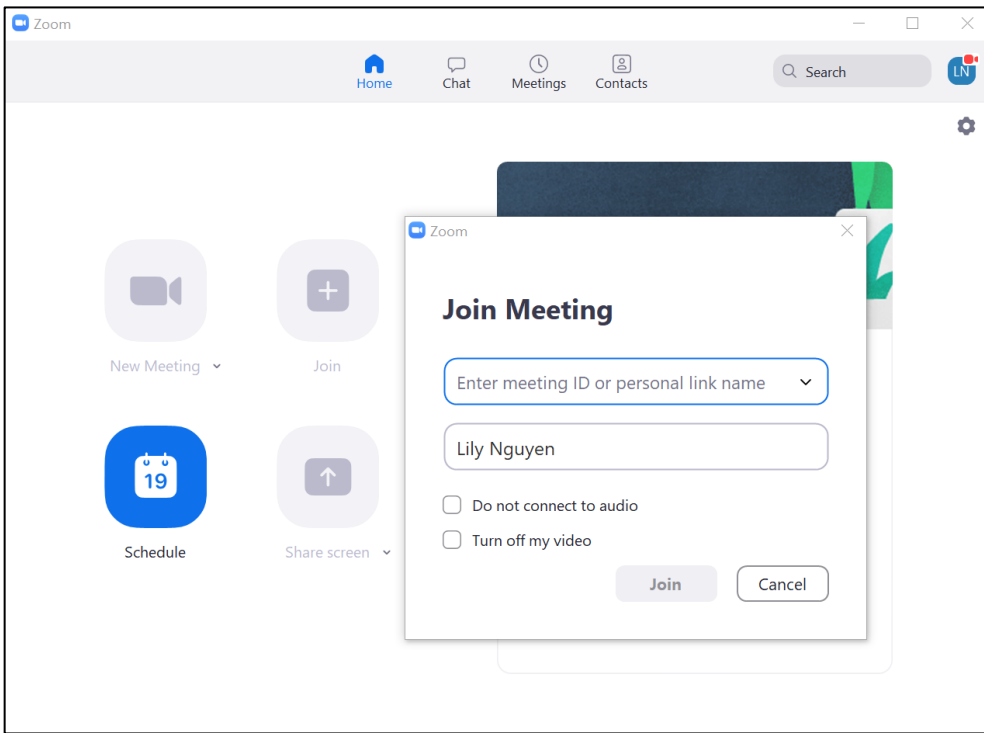 Zoom
Home Chat Meetings Contacts
Search
LN
Zoom
Join Meeting
Enter meeting ID or personal link name
Lily Nguyen
Do not connect to audio
Turn off my video
Join Cancel
New Meeting Join
19
Schedule Share screen